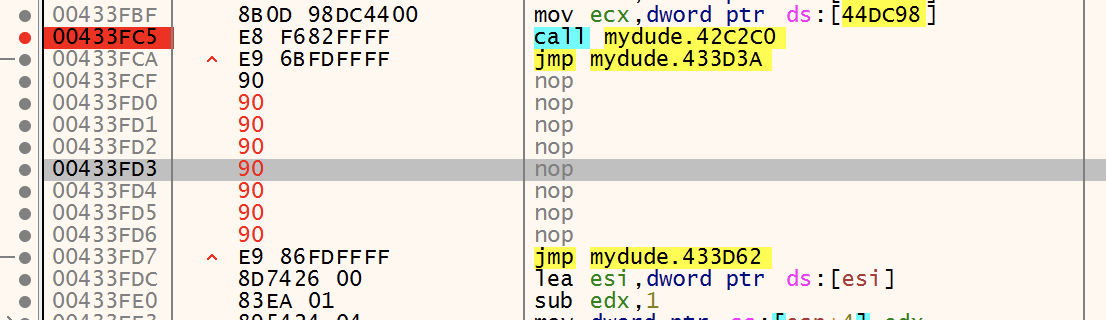 00433FBF 8B0D 98DC4400 mov ecx,dword ptr ds:[44DC98]
00433FC5 E8 F682FFFF call mydude.42C2C0
00433FCA ^ E9 6BFDFFFF jmp mydude.433D3A
00433FCF 90 nop
00433FD0 90 nop
00433FD1 90 nop
00433FD2 90 nop
00433FD3 90 nop
00433FD4 90 nop
00433FD5 90 nop
00433FD6 90 nop
00433FD7 ^ E9 86FDFFFF jmp mydude.433D62
00433FDC 8D7426 00 lea esi,dword ptr ds:[esi]
00433FE0 83EA 01 sub edx,1